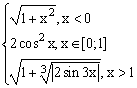 √(1+x²), x < 0
2cos² x, x ∈ [0;1]
√(1+∛|2 sin 3x|), x > 1